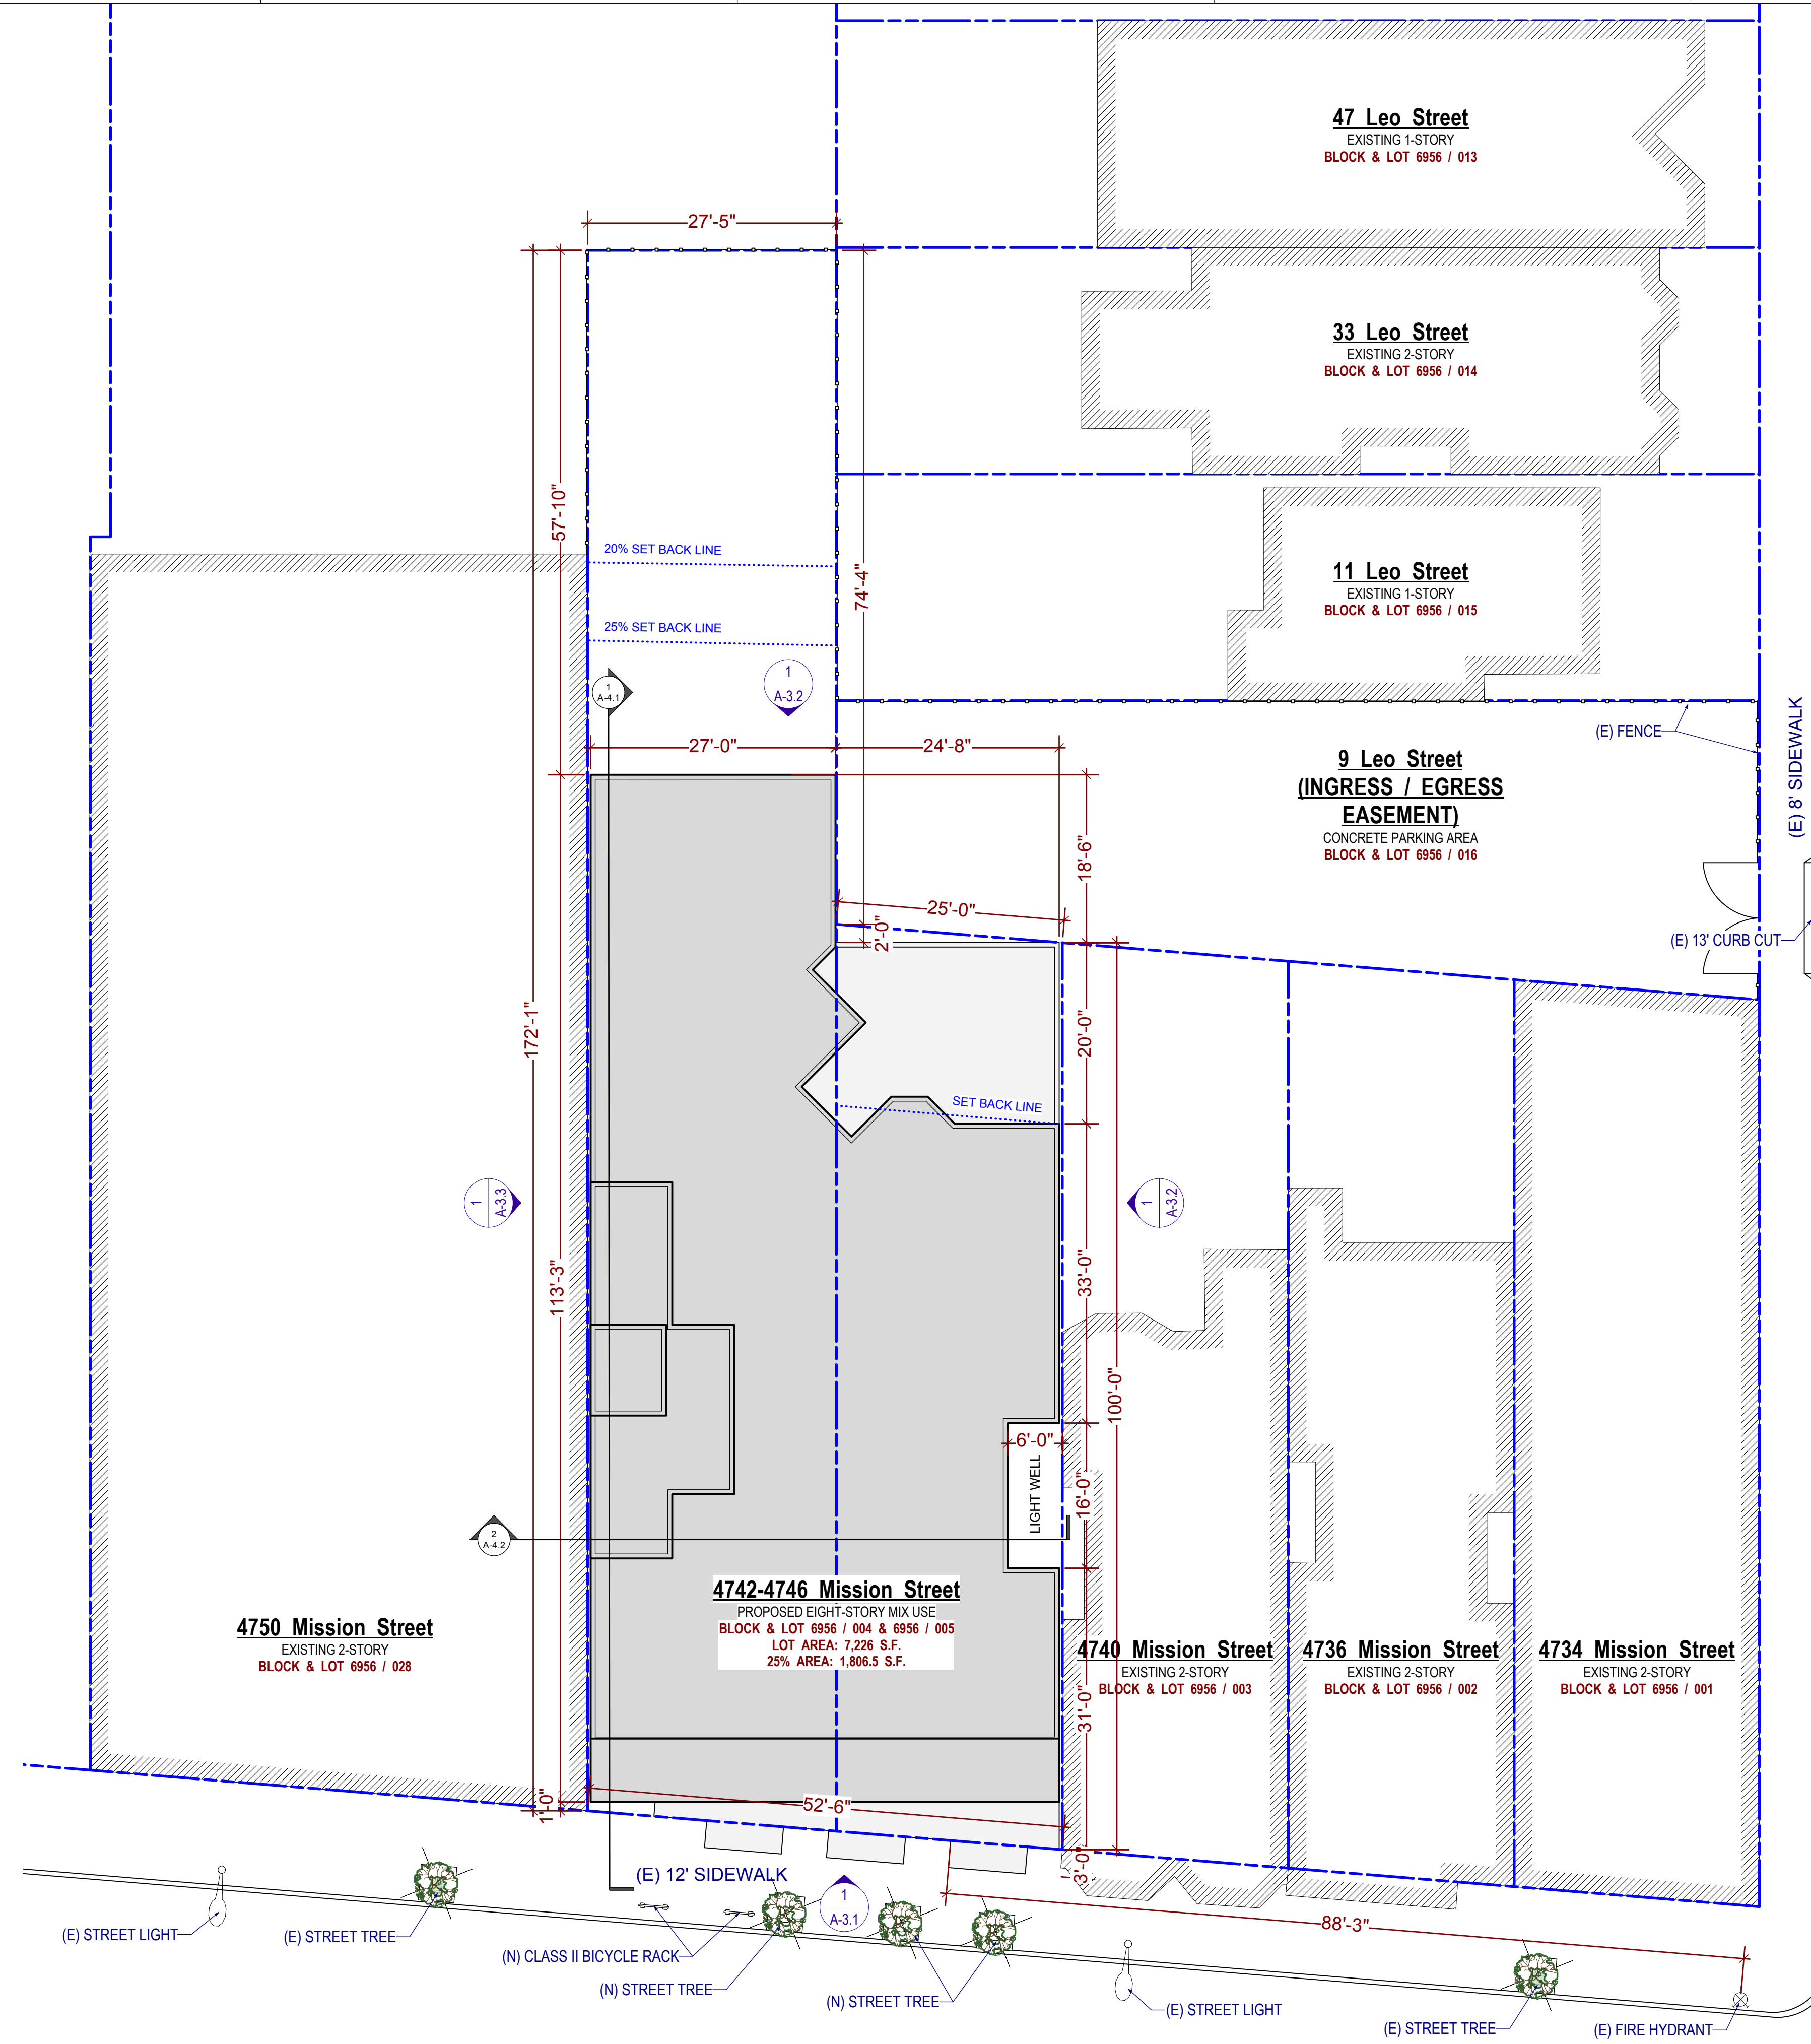 47 Leo Street
EXISTING 1-STORY
BLOCK & LOT 6956 / 013
27'-5"
33 Leo Street
EXISTING 2-STORY
BLOCK & LOT 6956 / 014
57'-10"
20% SET BACK LINE
74'-4"
11 Leo Street
EXISTING 1-STORY
BLOCK & LOT 6956 / 015
25% SET BACK LINE
1
A-4.1
1
A-3.2
(E) FENCE
(E) 8' SIDEWALK
27'-0"
24'-8"
9 Leo Street
(INGRESS / EGRESS
EASEMENT)
CONCRETE PARKING AREA
BLOCK & LOT 6956 / 016
18'-6"
25'-0"
2'-0"
(E) 13' CURB CUT
172'-1"
20'-0"
SET BACK LINE
1
A-3.3
1
A-3.2
113'-3"
33'-0"
100'-0"
6'-0"
LIGHT WELL
16'-0"
2
A-4.2
4742-4746 Mission Street
PROPOSED EIGHT-STORY MIX USE
BLOCK & LOT 6956 / 004 & 6956 / 005
LOT AREA: 7,226 S.F.
25% AREA: 1,806.5 S.F.
4750 Mission Street
EXISTING 2-STORY
BLOCK & LOT 6956 / 028
4740 Mission Street
EXISTING 2-STORY
BLOCK & LOT 6956 / 003
4736 Mission Street
EXISTING 2-STORY
BLOCK & LOT 6956 / 002
4734 Mission Street
EXISTING 2-STORY
BLOCK & LOT 6956 / 001
31'-0"
1'-0"
52'-6"
3'-0"
(E) 12' SIDEWALK
1
A-3.1
88'-3"
(E) STREET LIGHT
(E) STREET TREE
(N) CLASS II BICYCLE RACK
(N) STREET TREE
(N) STREET TREE
(E) STREET LIGHT
(E) STREET TREE
(E) FIRE HYDRANT